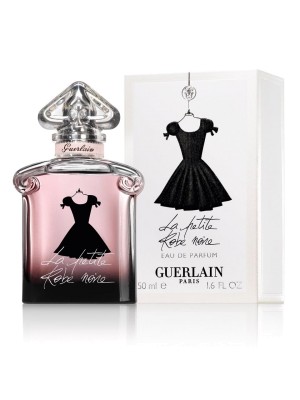 Guerlain
La petite
Robe noire
La petite
Robe noire
EAU DE PARFUM
GUERLAIN
PARIS
50 ml e 1.6 FL OZ